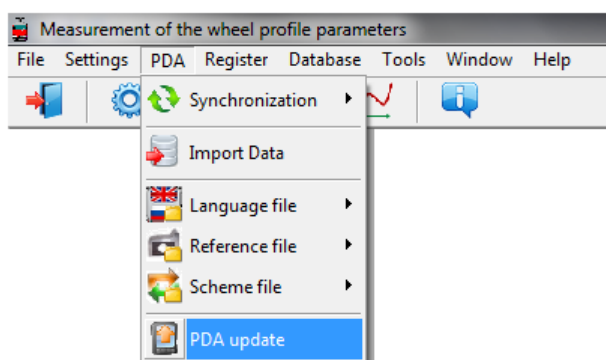 Measurement of the wheel profile parameters
File Settings PDA Register Database Tools Window Help
Synchronization
Import Data
Language file
Reference file
Scheme file
PDA update